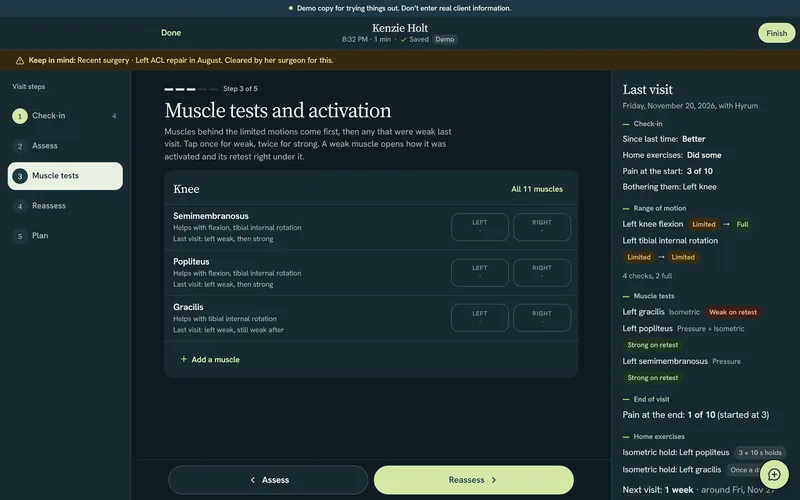 Demo copy for trying things out. Don't enter real client information.
Done
Kenzie Holt
8:32 PM · 1 min · Saved Demo
Finish
Keep in mind: Recent surgery · Left ACL repair in August. Cleared by her surgeon for this.
Visit steps
1 Check-in 4
2 Assess
3 Muscle tests
4 Reassess
5 Plan
Step 3 of 5
Muscle tests and activation
Muscles behind the limited motions come first, then any that were weak last
visit. Tap once for weak, twice for strong. A weak muscle opens how it was
activated and its retest right under it.
Knee
All 11 muscles
Semimembranosus
Helps with flexion, tibial internal rotation
Last visit: left weak, then strong
LEFT RIGHT
- -
Popliteus
Helps with flexion, tibial internal rotation
Last visit: left weak, then strong
LEFT RIGHT
- -
Gracilis
Helps with tibial internal rotation
Last visit: left weak, still weak after
LEFT RIGHT
- -
+ Add a muscle
< Assess
Reassess >
Last visit
Friday, November 20, 2026, with Hyrum
Check-in
Since last time: Better
Home exercises: Did some
Pain at the start: 3 of 10
Bothering them: Left knee
Range of motion
Left knee flexion Limited → Full
Left tibial internal rotation
Limited → Limited
4 checks, 2 full
Muscle tests
Left gracilis Isometric Weak on retest
Left popliteus Pressure + Isometric
Strong on retest
Left semimembranosus Pressure
Strong on retest
End of visit
Pain at the end: 1 of 10 (started at 3)
Home exercises
Isometric hold: Left popliteus 3 × 10 s holds
Isometric hold: Left gracilis Once a d
Next visit: 1 week · around Fri, Nov 27